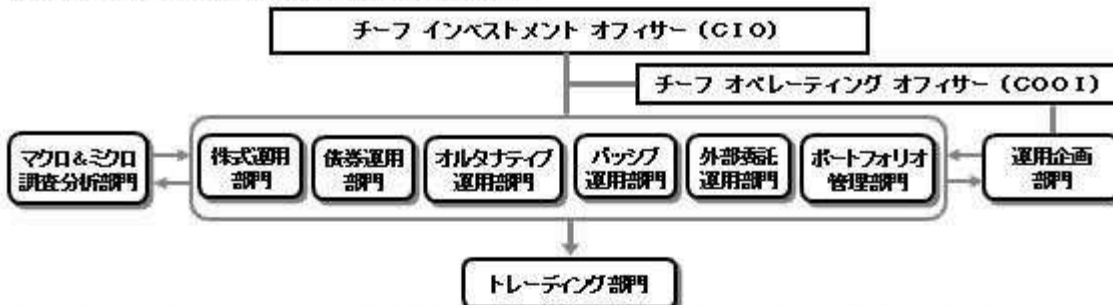 チーフ インベストメント オフィサー (CIO)
チーフ オペレーティング オフィサー (COOI)
マクロ&ミクロ
調査分析部門
株式運用
部門
債券運用
部門
オルタナティブ
運用部門
パッシブ
運用部門
外部委託
運用部門
ポートフォリオ
管理部門
運用企画
部門
トレーディング部門